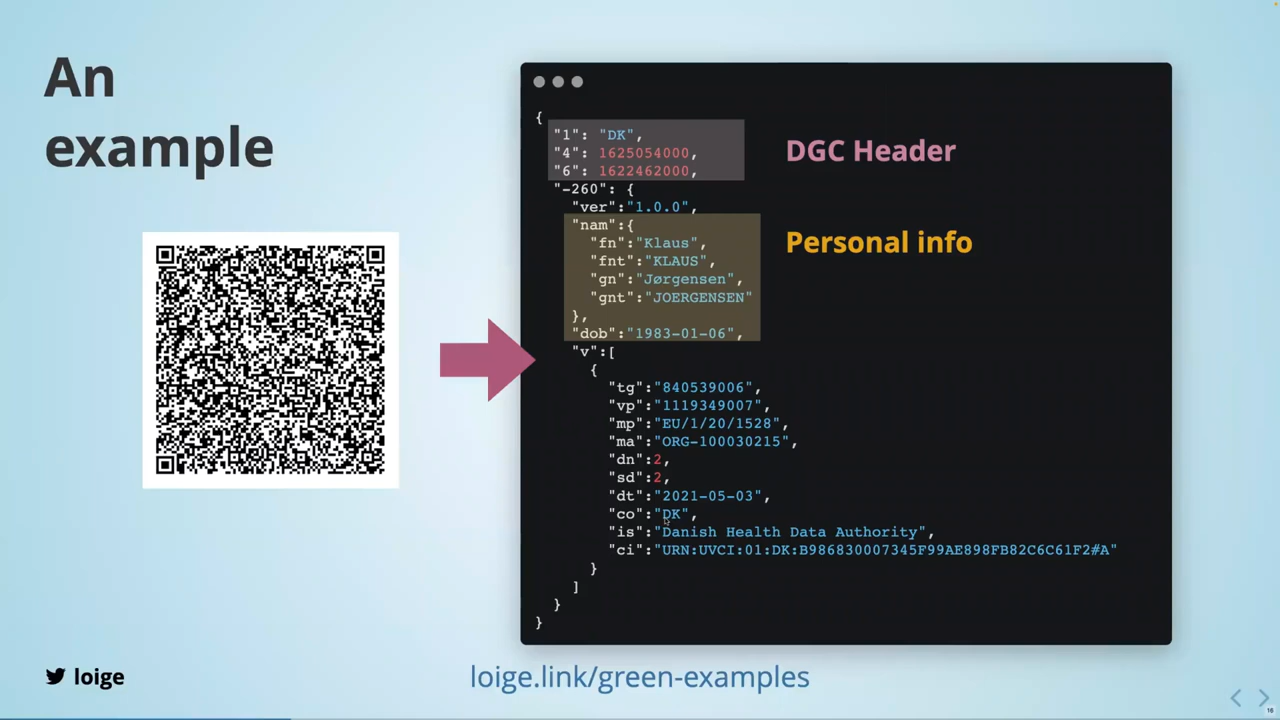 An
example
{
"1": "DK",
"4": 1625054000,
"6": 1622462000,
"-260": {
"ver":"1.0.0",
"nam":{
"fn":"Klaus",
"fnt":"KLAUS",
"gn":"Jørgensen",
"gnt":"JOERGENSEN"
},
"dob":"1983-01-06",
"v":[
{
"tg":"840539006",
"vp":"1119349007",
"mp":"EU/1/20/1528",
"ma":"ORG-100030215",
"dn":2,
"sd":2,
"dt":"2021-05-03",
"co":"DK",
"is":"Danish Health Data Authority",
"ci":"URN:UVCI:01:DK:B986830007345F99AE898FB82C6C61F2#A"
}
]
}
}
DGC Header
Personal info
loige
loige.link/green-examples
16